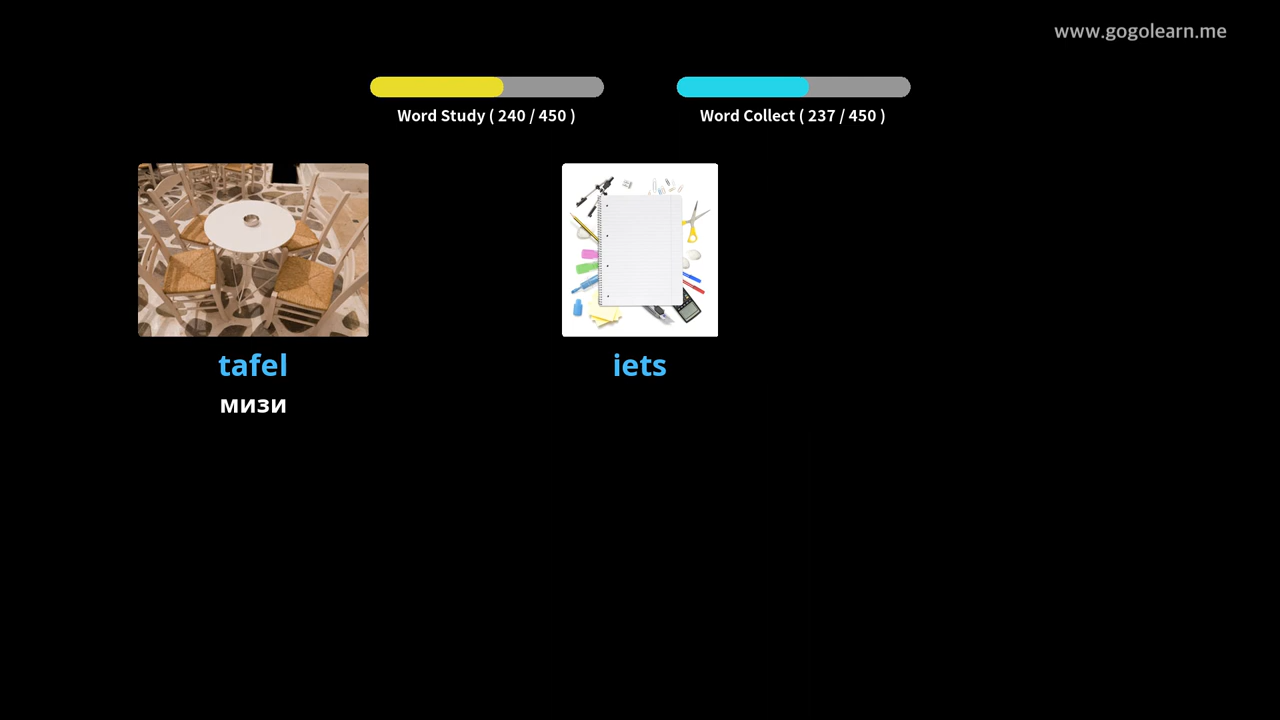 www.gogolearn.me
Word Study ( 240 / 450 )
Word Collect ( 237 / 450 )
tafel
iets
мизи